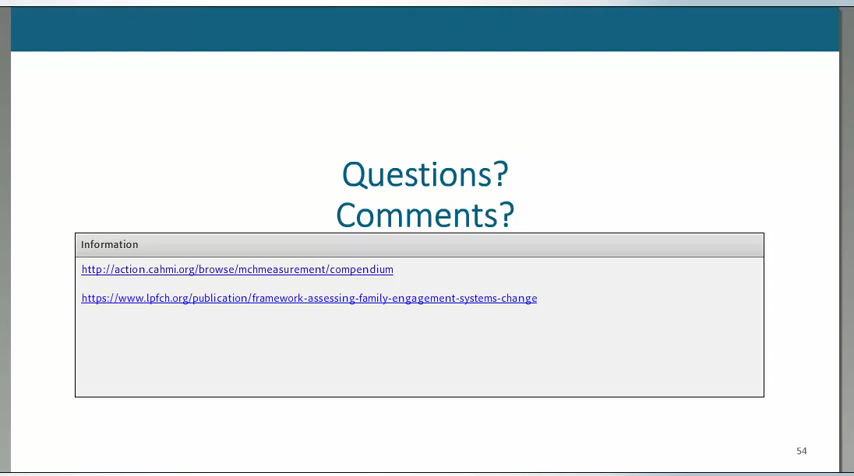 Questions?
Comments?
Information
http://action.cahmi.org/browse/mchmeasurement/compendium
https://www.lpfch.org/publication/framework-assessing-family-engagement-systems-change
54